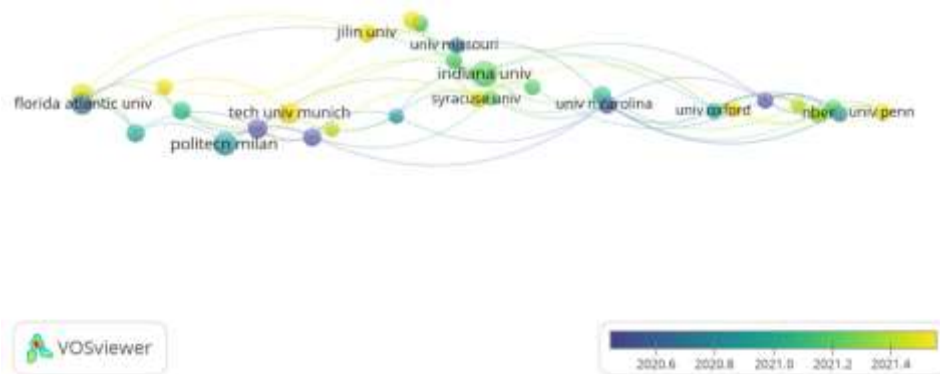 jilin univ
univ missouri
indiana univ
florida atlantic univ
syracuse univ
univ n carolina
tech univ munich
univ oxford
nber
univ penn
politecn milan
VOSviewer
2020.6 2020.8 2021.0 2021.2 2021.4